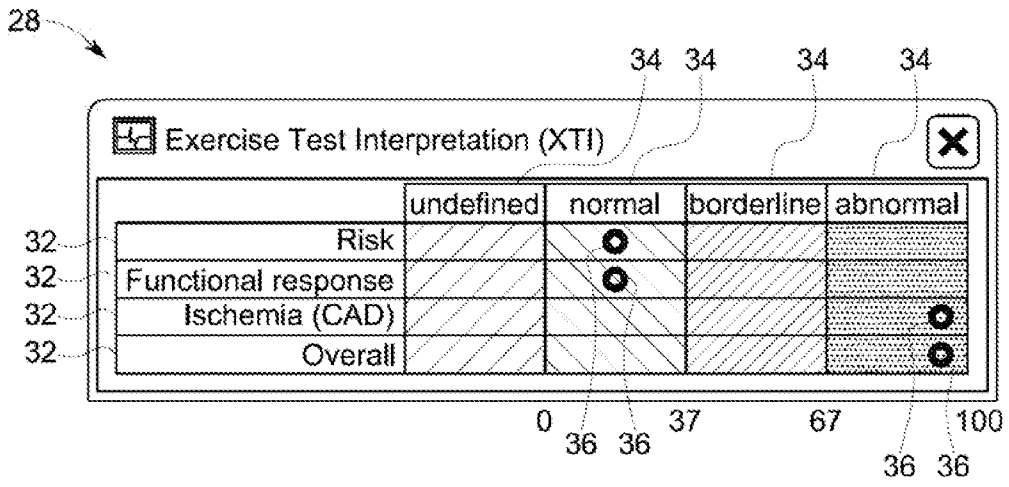 28
34 34 34 34
Exercise Test Interpretation (XTI)
undefined normal borderline abnormal
32 Risk
32 Functional response
32 Ischemia (CAD)
32 Overall
0 36 36 37 67 100
36 36